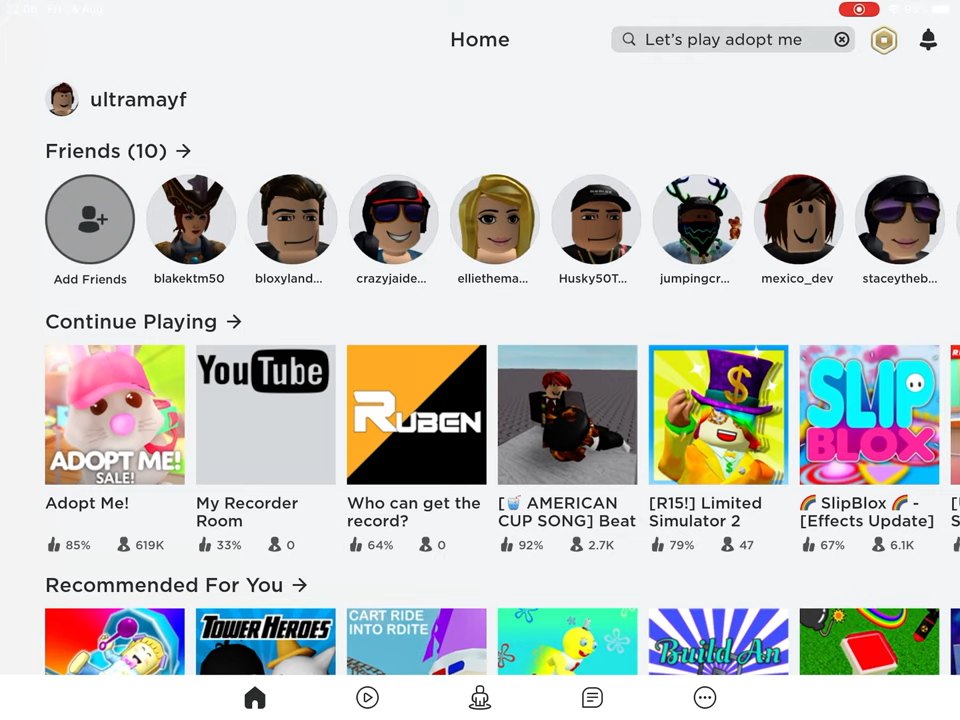 Home
Let's play adopt me
ultramayf
Friends (10) →
Add Friends
blakektm50
bloxyland...
crazyjaide...
elliethema...
Husky50T...
jumpingcr...
mexico_dev
staceytheb...
Continue Playing →
ADOPT ME!
SALE!
YouTube
RUBEN
$
SLIP
BLOX
Adopt Me!
My Recorder
Room
Who can get the
record?
[🥤 AMERICAN
CUP SONG] Beat
[R15!] Limited
Simulator 2
🌈 SlipBlox 🌈 -
[Effects Update]
85% 619K
33% 0
64% 0
92% 2.7K
79% 47
67% 6.1K
Recommended For You →
TOWER HEROES
CART RIDE
INTO RDITE
Build An